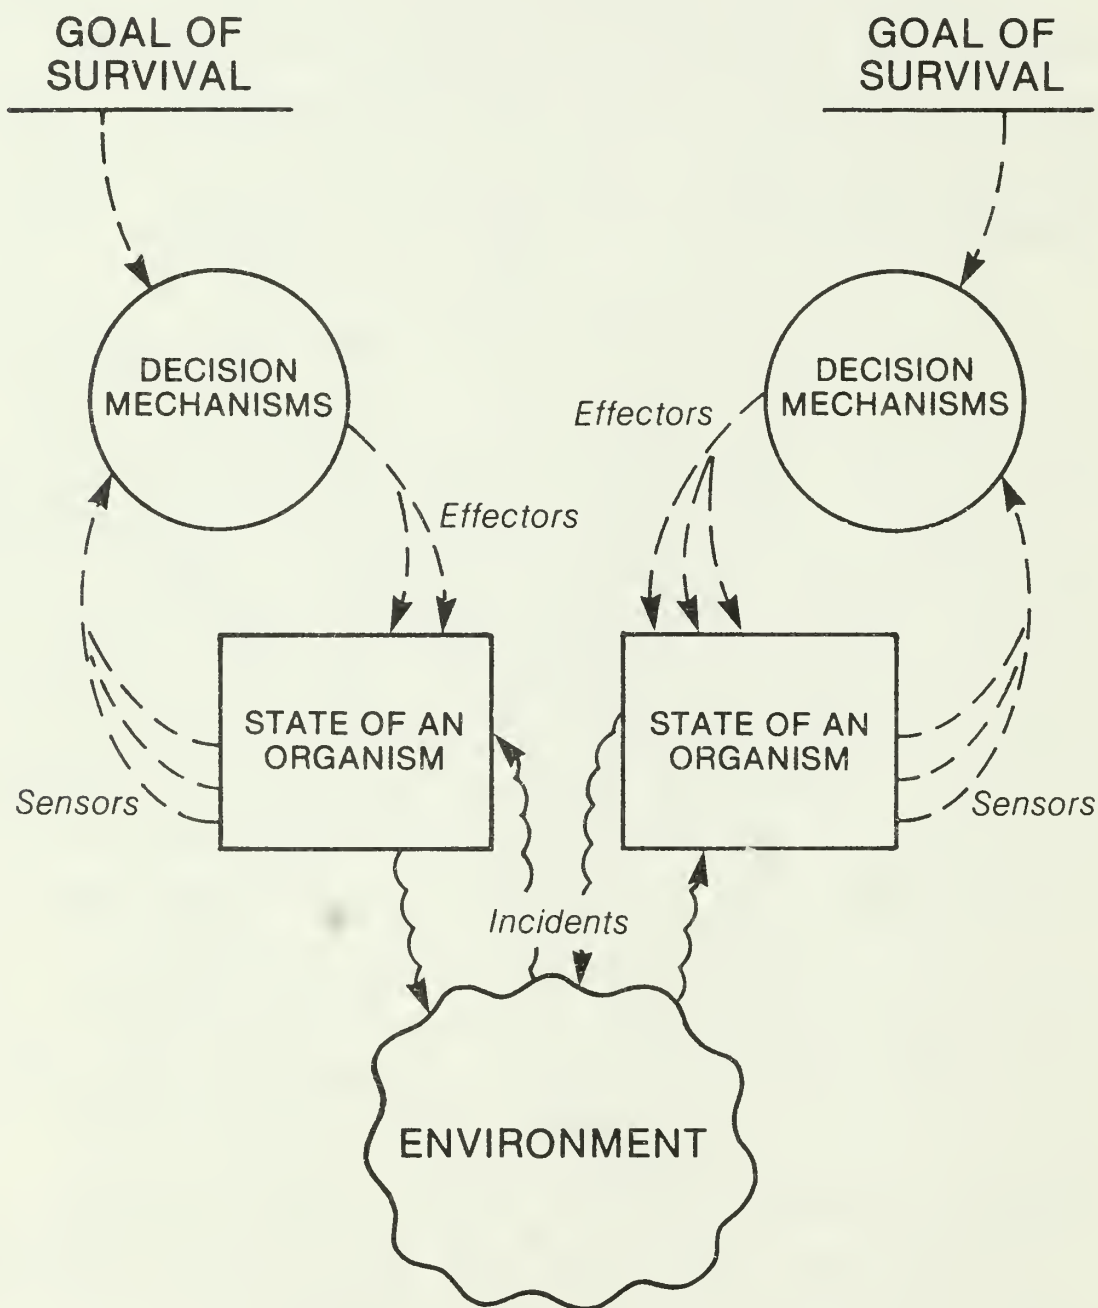 GOAL OF
SURVIVAL
GOAL OF
SURVIVAL
DECISION
MECHANISMS
DECISION
MECHANISMS
Effectors
Effectors
STATE OF AN
ORGANISM
STATE OF AN
ORGANISM
Sensors
Sensors
Incidents
ENVIRONMENT